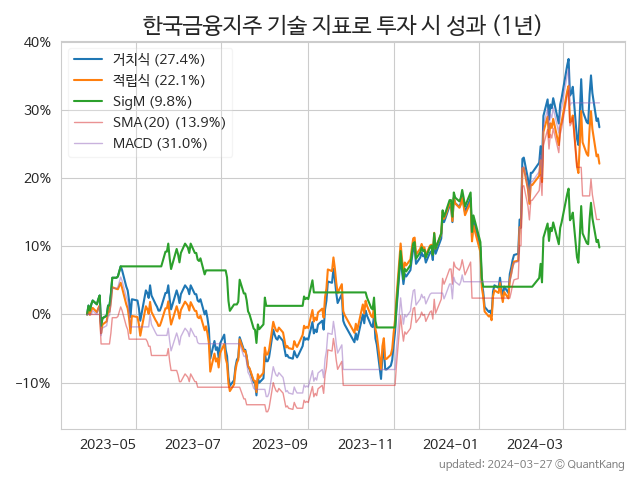 한국금융지주 기술 지표로 투자 시 성과 (1년)
40%
30%
20%
10%
0%
−10%
거치식 (27.4%)
적립식 (22.1%)
SigM (9.8%)
SMA(20) (13.9%)
MACD (31.0%)
2023-05 2023-07 2023-09 2023-11 2024-01 2024-03
updated: 2024-03-27 © QuantKang